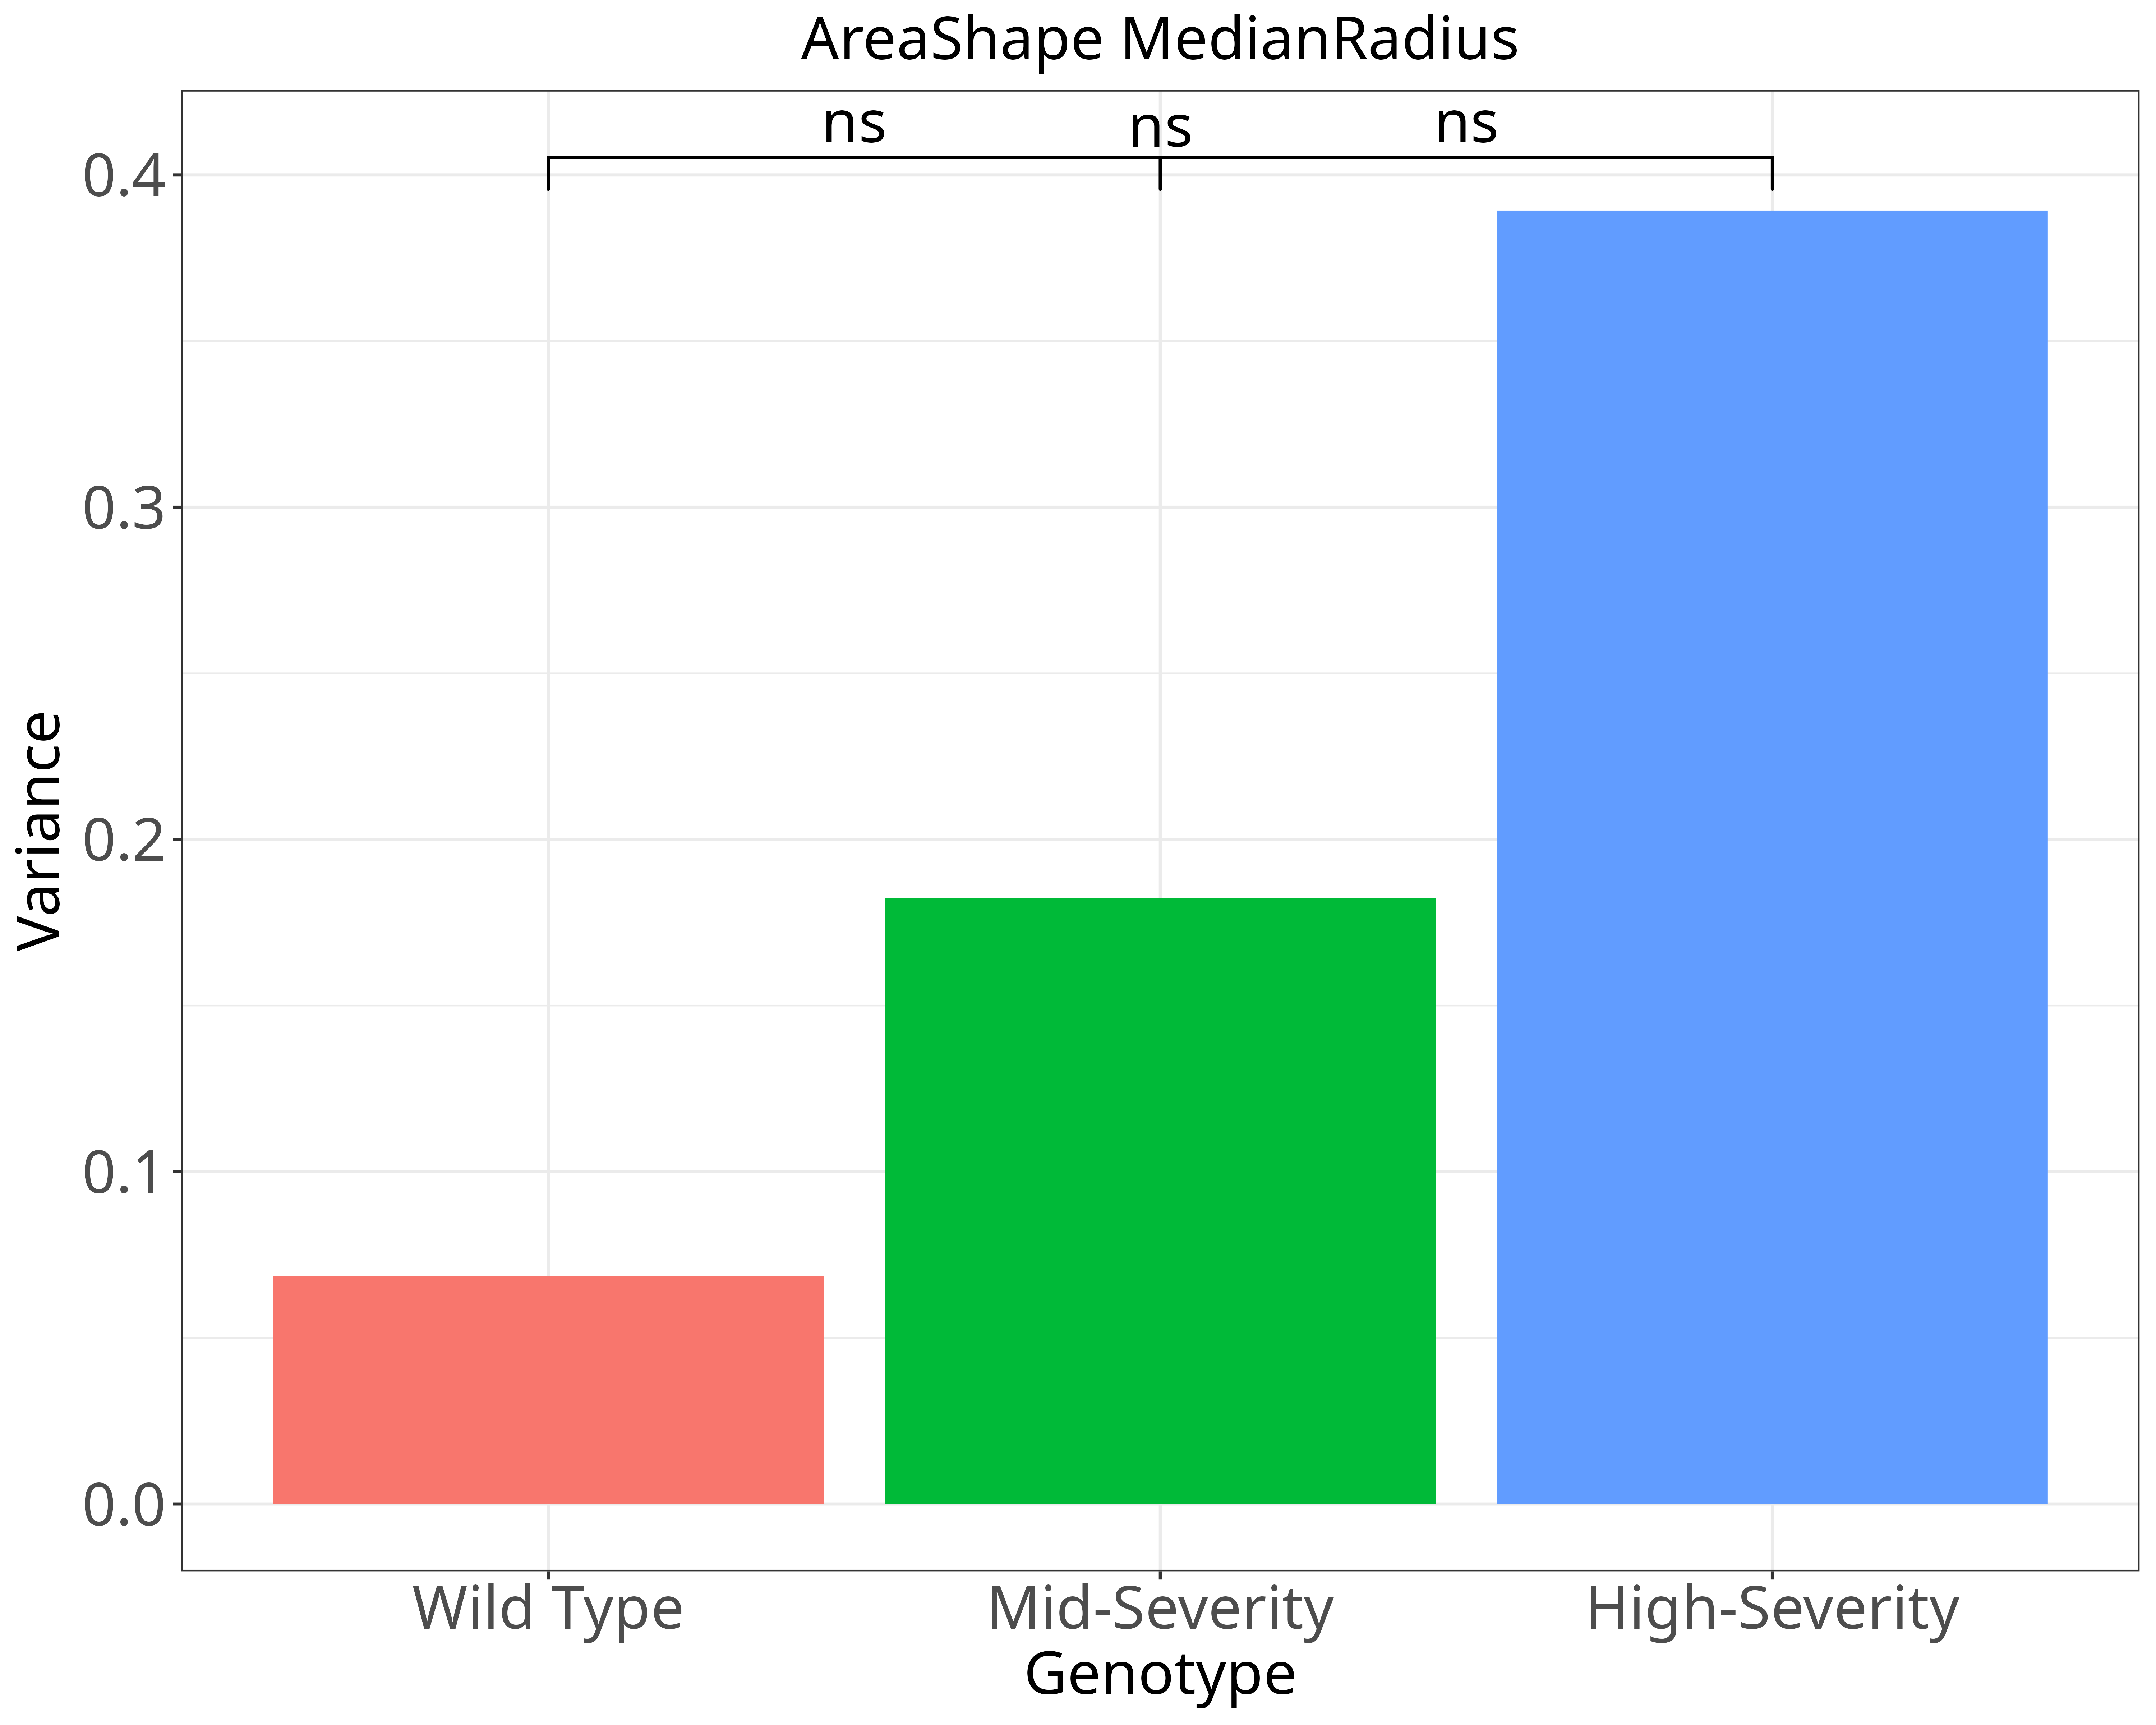 AreaShape MedianRadius
ns ns ns
0.4
0.3
0.2
0.1
0.0
Variance
Wild Type Mid-Severity High-Severity
Genotype